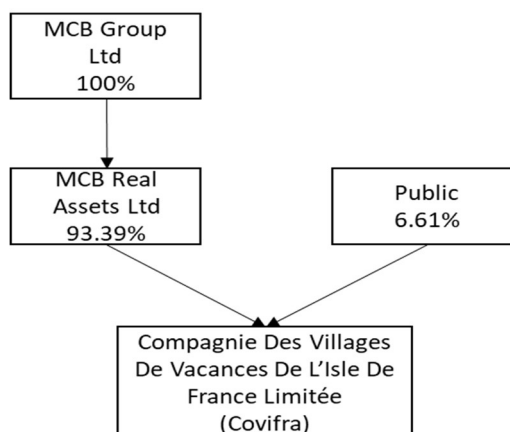 MCB Group
Ltd
100%
MCB Real
Assets Ltd
93.39%
Public
6.61%
Compagnie Des Villages
De Vacances De L’Isle De
France Limitée
(Covifra)